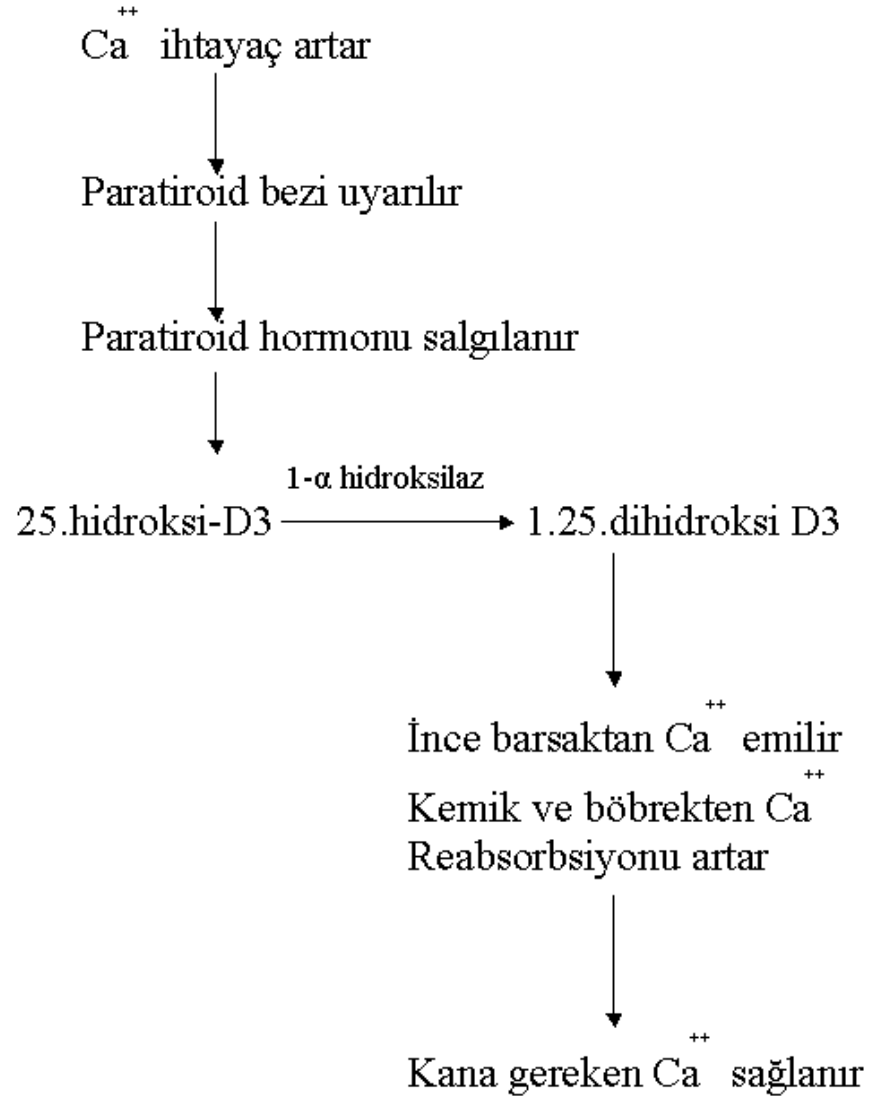 Ca++ ihtayaç artar
Paratiroid bezi uyarılır
Paratiroid hormonu salgılanır
1-α hidroksilaz
25.hidroksi-D3 1.25.dihidroksi D3
İnce barsaktan Ca++ emilir
Kemik ve böbrekten Ca++
Reabsorbsiyonu artar
Kana gereken Ca++ sağlanır